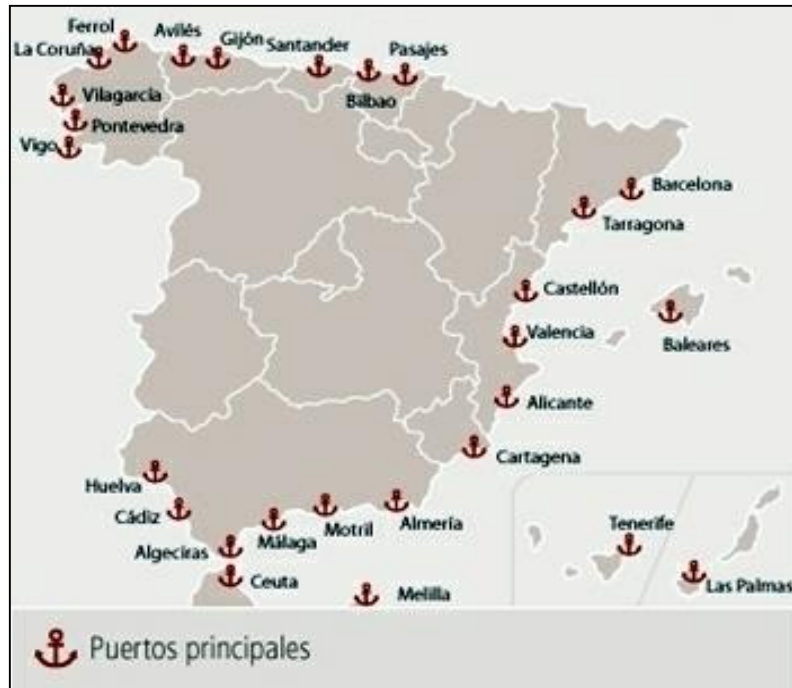 Ferrol
Avilés
Gijón
Santander
Pasajes
La Coruña
Bilbao
Vilagarcia
Pontevedra
Vigo
Barcelona
Tarragona
Castellón
Valencia
Baleares
Alicante
Cartagena
Huelva
Cádiz
Algeciras
Málaga
Motril
Almería
Ceuta
Melilla
Tenerife
Las Palmas
Puertos principales